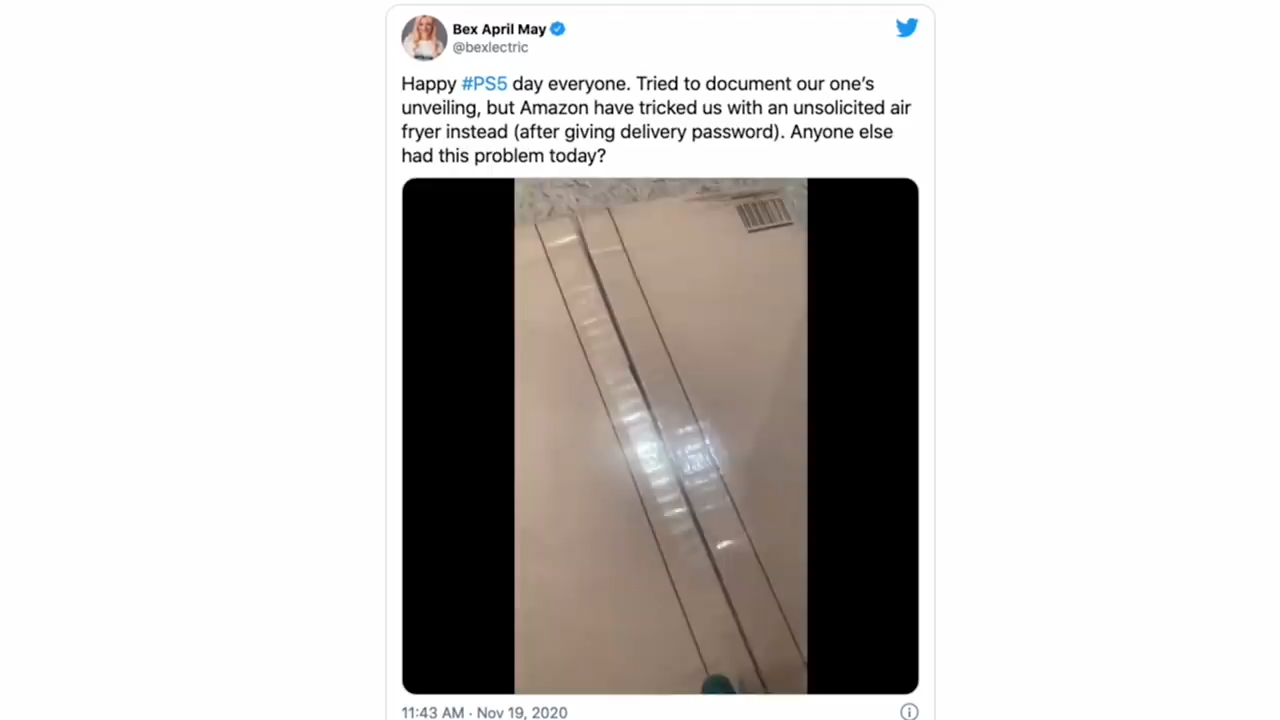 Bex April May
@bexlectric
Happy #PS5 day everyone. Tried to document our one's
unveiling, but Amazon have tricked us with an unsolicited air
fryer instead (after giving delivery password). Anyone else
had this problem today?
11:43 AM · Nov 19, 2020